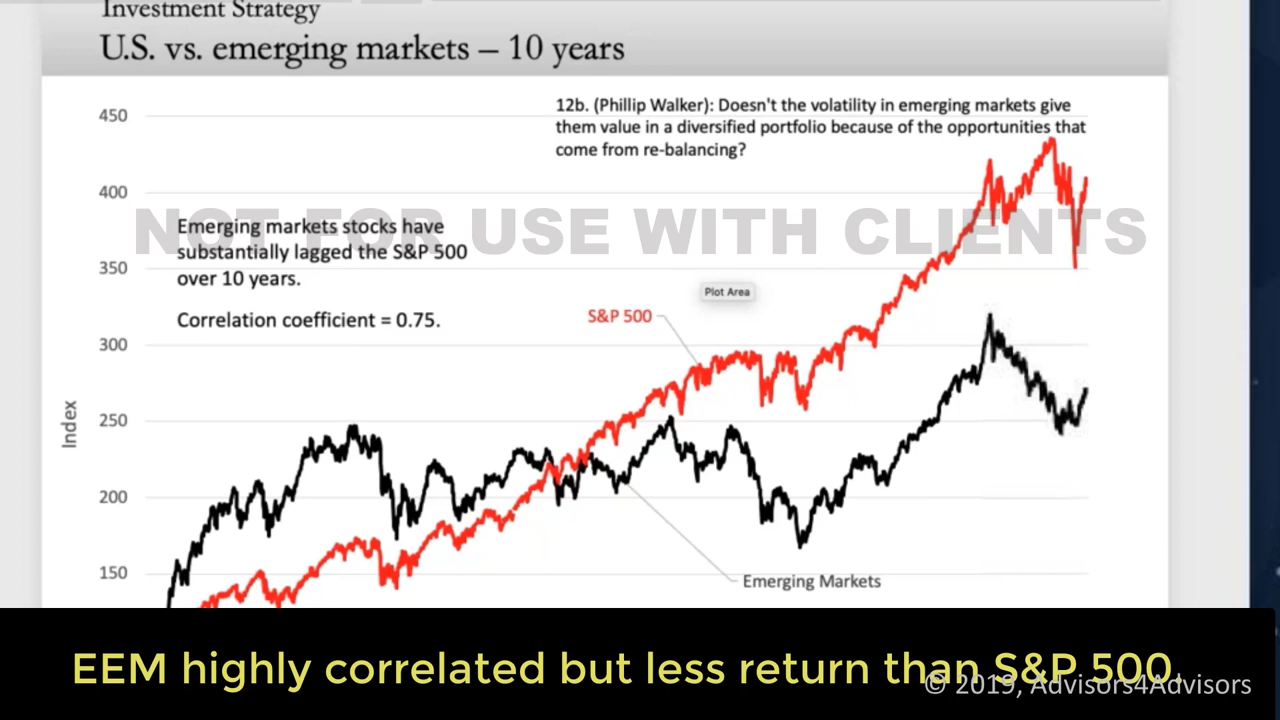 Investment Strategy
U.S. vs. emerging markets – 10 years
12b. (Phillip Walker): Doesn't the volatility in emerging markets give
them value in a diversified portfolio because of the opportunities that
come from re-balancing?
450
400
350
300
250
200
150
Index
NOT FOR USE WITH CLIENTS
Emerging markets stocks have
substantially lagged the S&P 500
over 10 years.
Correlation coefficient = 0.75.
Plot Area
S&P 500
Emerging Markets
EEM highly correlated but less return than S&P 500.
© 2019, Advisors4Advisors